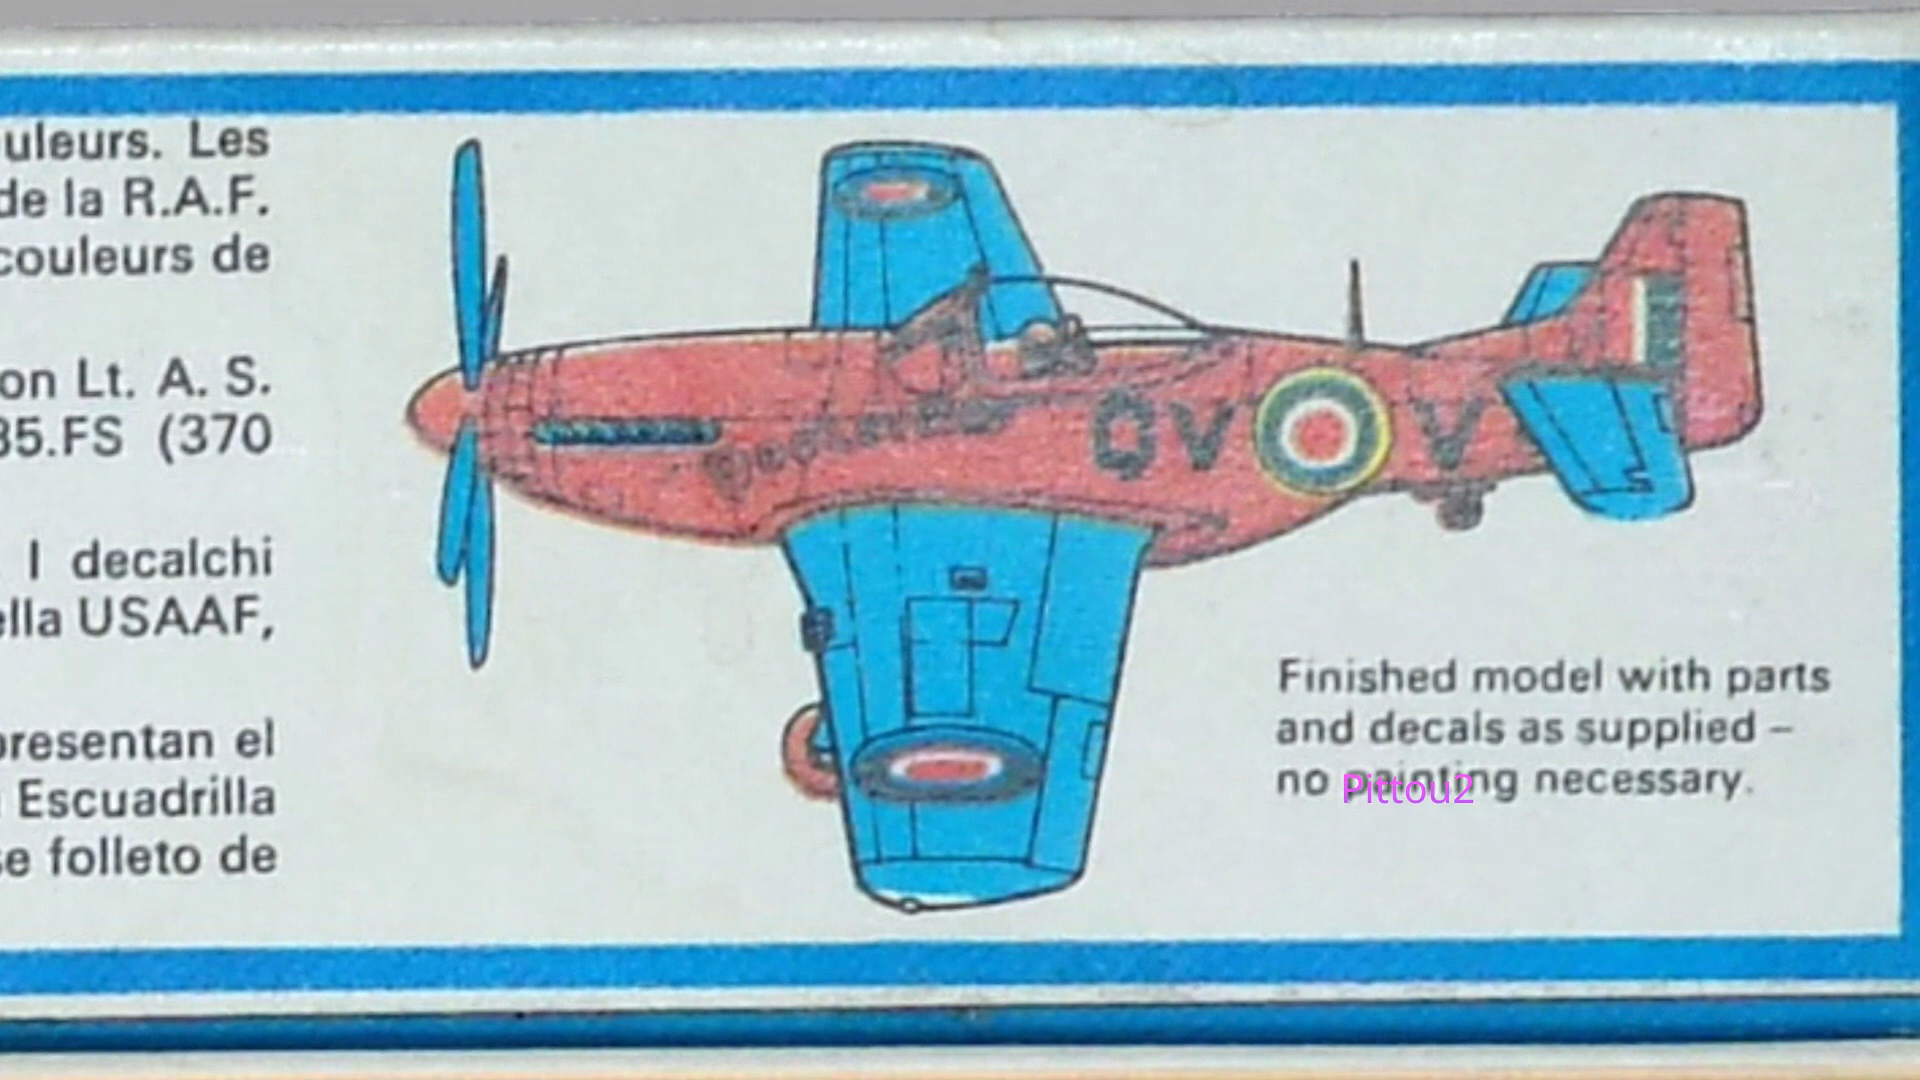 uleurs. Les
de la R.A.F.
couleurs de
on Lt. A. S.
35.FS (370
I decalchi
ella USAAF,
presentan el
Escuadrilla
se folleto de
QV V
Finished model with parts
and decals as supplied –
no painting necessary.
Pittou2